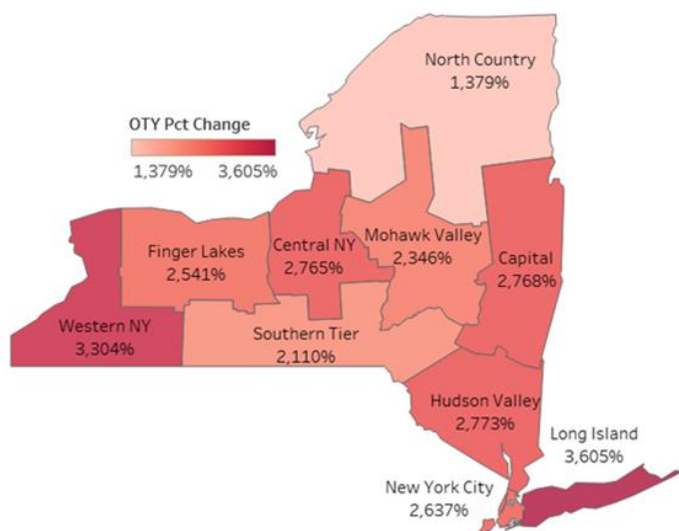 North Country
1,379%
OTY Pct Change
1,379% 3,605%
Finger Lakes
2,541%
Central NY
2,765%
Mohawk Valley
2,346%
Capital
2,768%
Western NY
3,304%
Southern Tier
2,110%
Hudson Valley
2,773%
Long Island
3,605%
New York City
2,637%